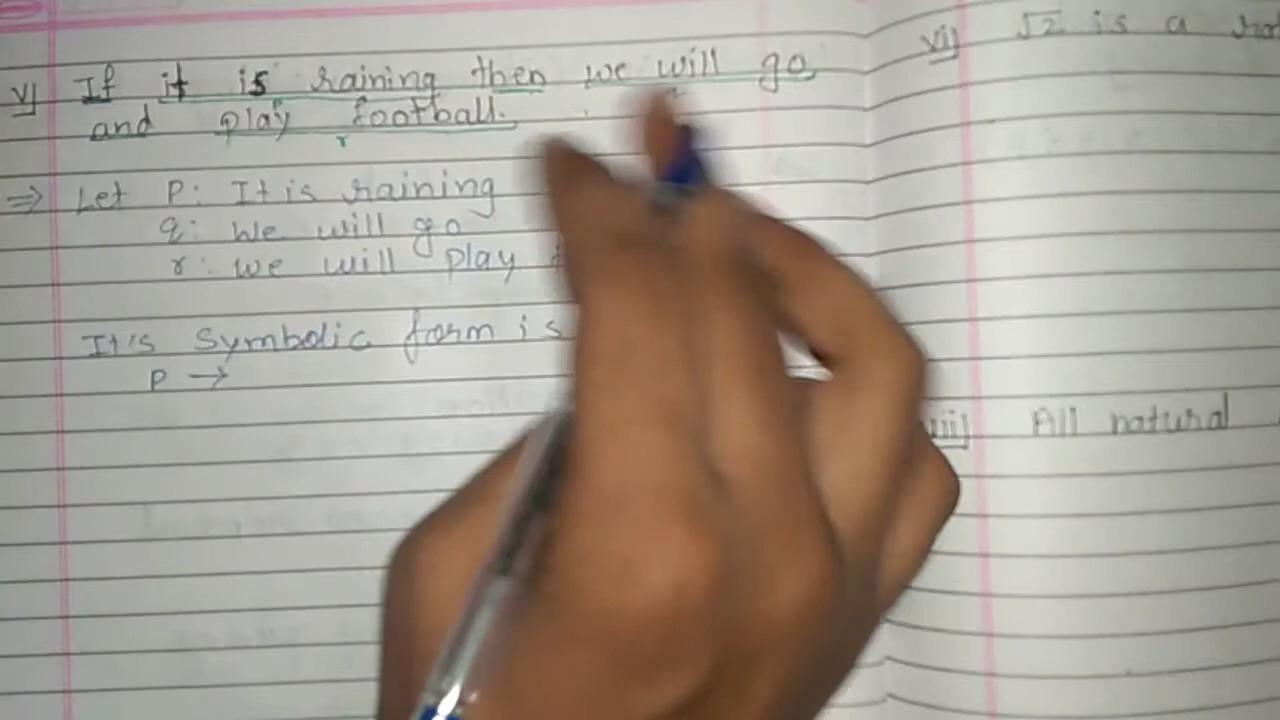 v) If it is raining then we will go
and play football.
r
⇒ Let P: It is raining
q: We will go
r: we will play
It's symbolic form is
P →
vii) √2 is a
viii) All natural